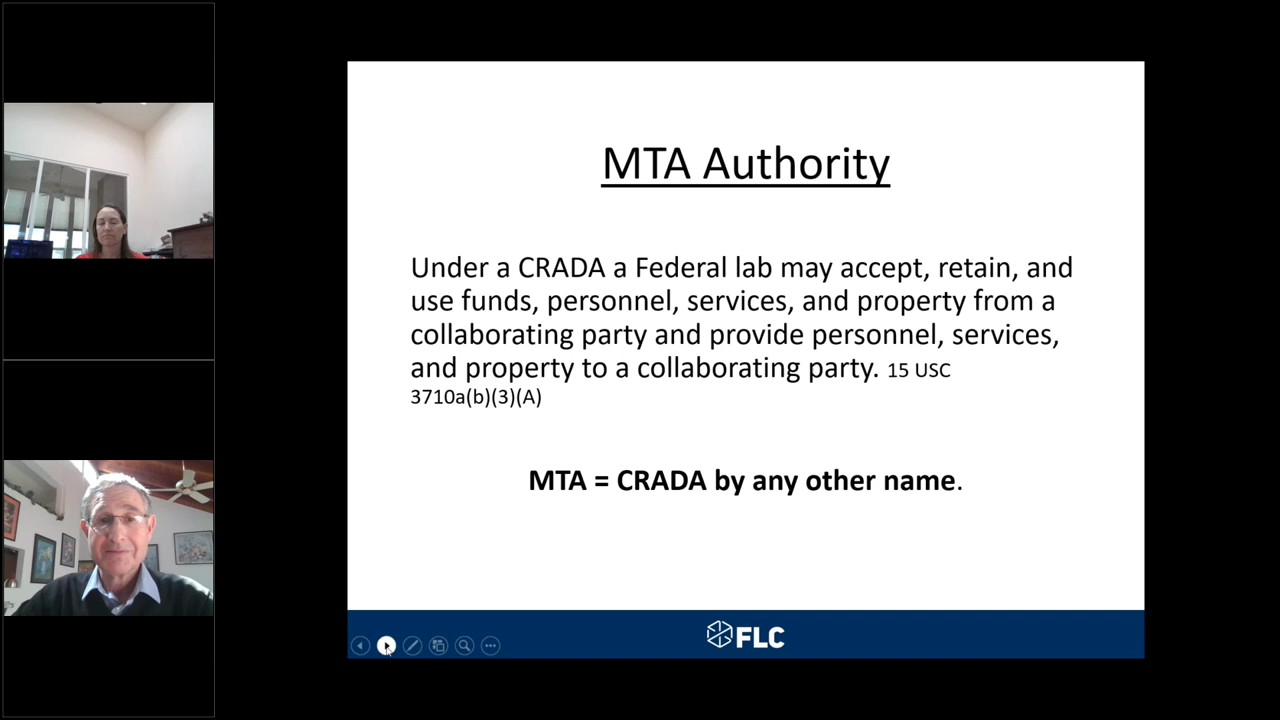 MTA Authority
Under a CRADA a Federal lab may accept, retain, and
use funds, personnel, services, and property from a
collaborating party and provide personnel, services,
and property to a collaborating party. 15 USC
3710a(b)(3)(A)
MTA = CRADA by any other name.
FLC